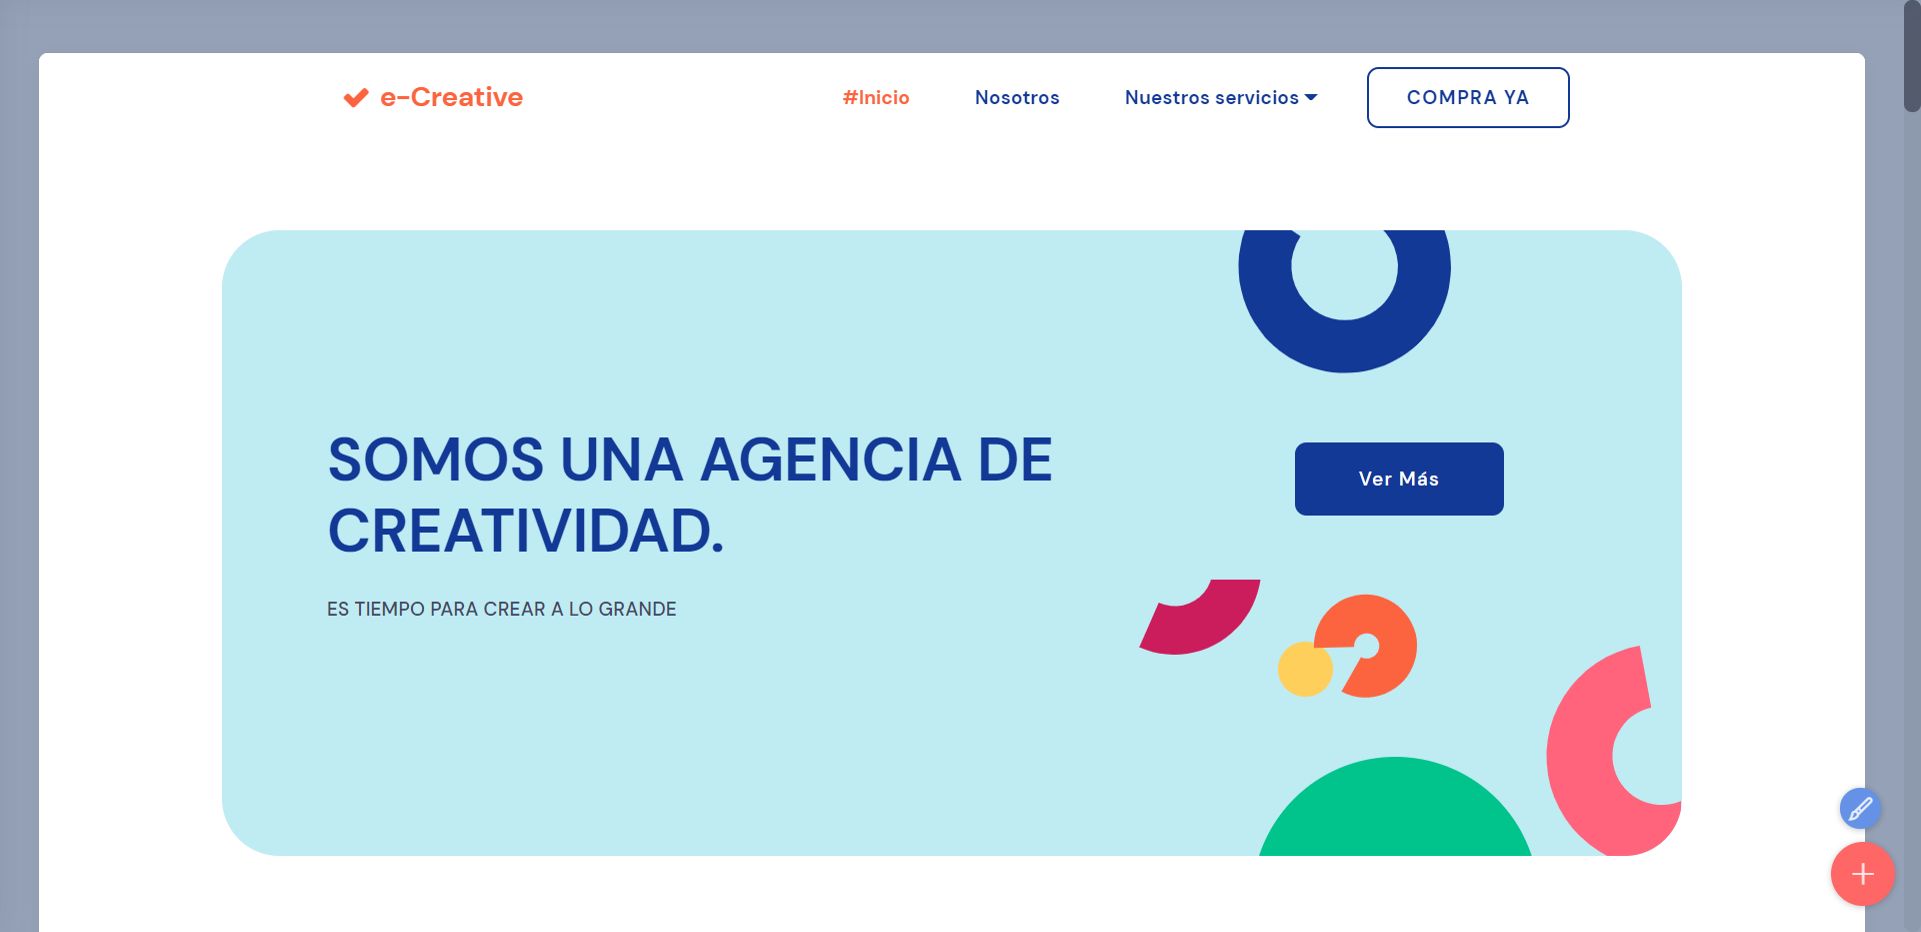 e-Creative
#Inicio
Nosotros
Nuestros servicios
COMPRA YA
SOMOS UNA AGENCIA DE
CREATIVIDAD.
Ver Más
ES TIEMPO PARA CREAR A LO GRANDE